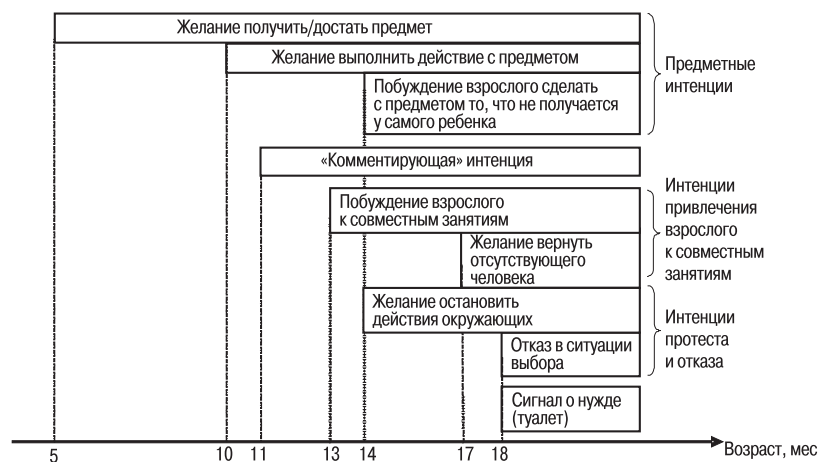 Желание получить/достать предмет
Желание выполнить действие с предметом
Побуждение взрослого сделать
с предметом то, что не получается
у самого ребенка
Предметные
интенции
«Комментирующая» интенция
Побуждение взрослого
к совместным занятиям
Желание вернуть
отсутствующего
человека
Интенции
привлечения
взрослого
к совместным
занятиям
Желание остановить
действия окружающих
Отказ в ситуации
выбора
Интенции
протеста
и отказа
Сигнал о нужде
(туалет)
5 10 11 13 14 17 18 Возраст, мес